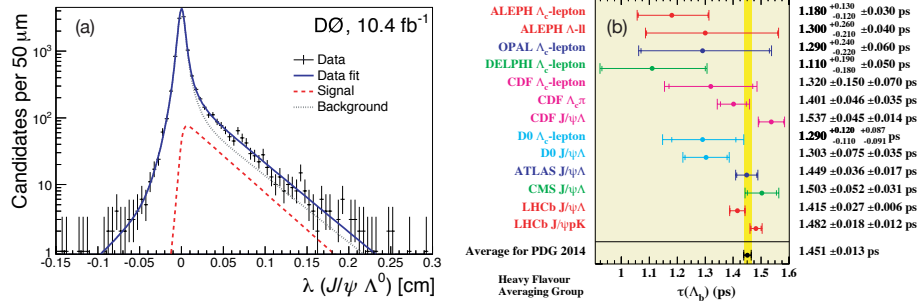 (a)
DØ, 10.4 fb-1
Candidates per 50 μm
10³
10²
10
1
Data
Data fit
Signal
Background
-0.15 -0.1 -0.05 0 0.05 0.1 0.15 0.2 0.25 0.3
λ (J/ψ Λ⁰) [cm]
(b)
ALEPH Λc-lepton 1.180 +0.130 -0.120 ±0.030 ps
ALEPH Λ-ll 1.300 +0.260 -0.210 ±0.040 ps
OPAL Λc-lepton 1.290 +0.240 -0.220 ±0.060 ps
DELPHI Λc-lepton 1.110 +0.190 -0.180 ±0.050 ps
CDF Λc-lepton 1.320 ±0.150 ±0.070 ps
CDF Λcπ 1.401 ±0.046 ±0.035 ps
CDF J/ψΛ 1.537 ±0.045 ±0.014 ps
D0 Λc-lepton 1.290 +0.120 -0.110 +0.087 -0.091 ps
D0 J/ψΛ 1.303 ±0.075 ±0.035 ps
ATLAS J/ψΛ 1.449 ±0.036 ±0.017 ps
CMS J/ψΛ 1.503 ±0.052 ±0.031 ps
LHCb J/ψΛ 1.415 ±0.027 ±0.006 ps
LHCb J/ψpK 1.482 ±0.018 ±0.012 ps
Average for PDG 2014 1.451 ±0.013 ps
1 1.1 1.2 1.3 1.4 1.5 1.6
Heavy Flavour
Averaging Group
τ(Λb) (ps)